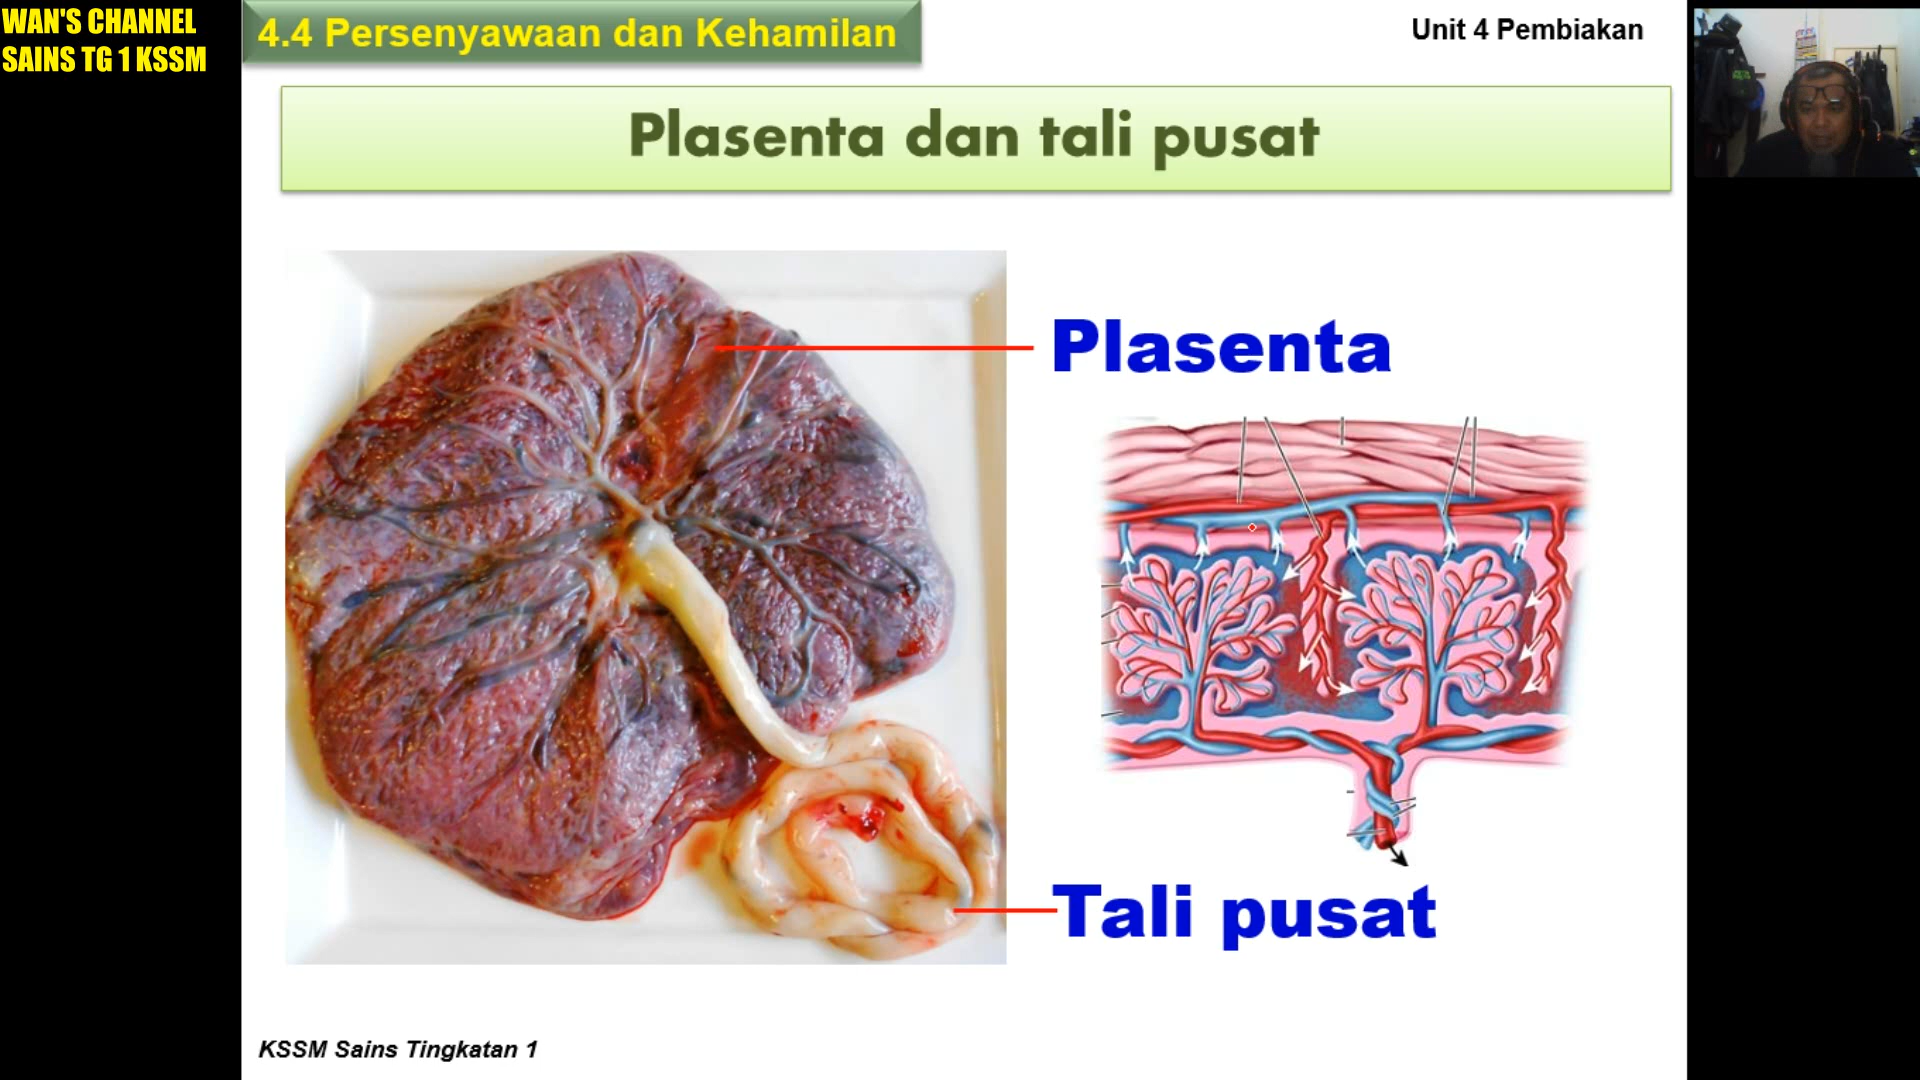 WAN'S CHANNEL
SAINS TG 1 KSSM
4.4 Persenyawaan dan Kehamilan
Unit 4 Pembiakan
Plasenta dan tali pusat
Plasenta
Tali pusat
KSSM Sains Tingkatan 1